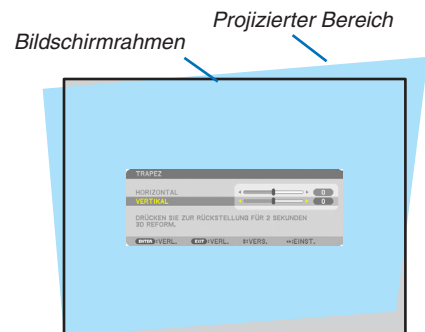 Projizierter Bereich
Bildschirmrahmen
TRAPEZ
HORIZONTAL 0
VERTIKAL 0
DRÜCKEN SIE ZUR RÜCKSTELLUNG FÜR 2 SEKUNDEN
3D REFORM.
ENTER :VERL. EXIT :VERL. :VERS. :EINST.